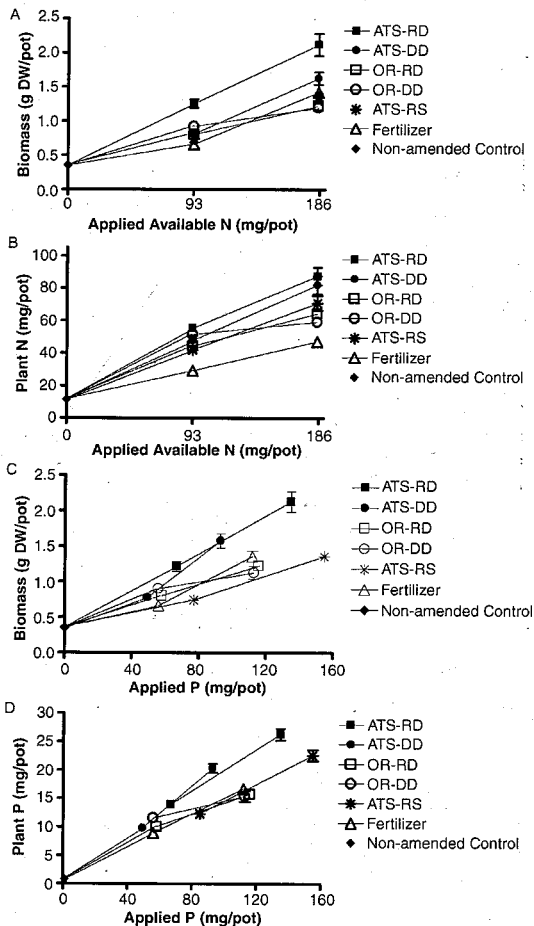 A
Biomass (g DW/pot)
2.5
2.0
1.5
1.0
0.5
0.0
0
93
186
Applied Available N (mg/pot)
ATS-RD
ATS-DD
OR-RD
OR-DD
ATS-RS
Fertilizer
Non-amended Control
B
Plant N (mg/pot)
100
80
60
40
20
0
0
93
186
Applied Available N (mg/pot)
ATS-RD
ATS-DD
OR-RD
OR-DD
ATS-RS
Fertilizer
Non-amended Control
C
Biomass (g DW/pot)
2.5
2.0
1.5
1.0
0.5
0.0
0
40
80
120
160
Applied P (mg/pot)
ATS-RD
ATS-DD
OR-RD
OR-DD
ATS-RS
Fertilizer
Non-amended Control
D
Plant P (mg/pot)
30
25
20
15
10
5
0
0
40
80
120
160
Applied P (mg/pot)
ATS-RD
ATS-DD
OR-RD
OR-DD
ATS-RS
Fertilizer
Non-amended Control